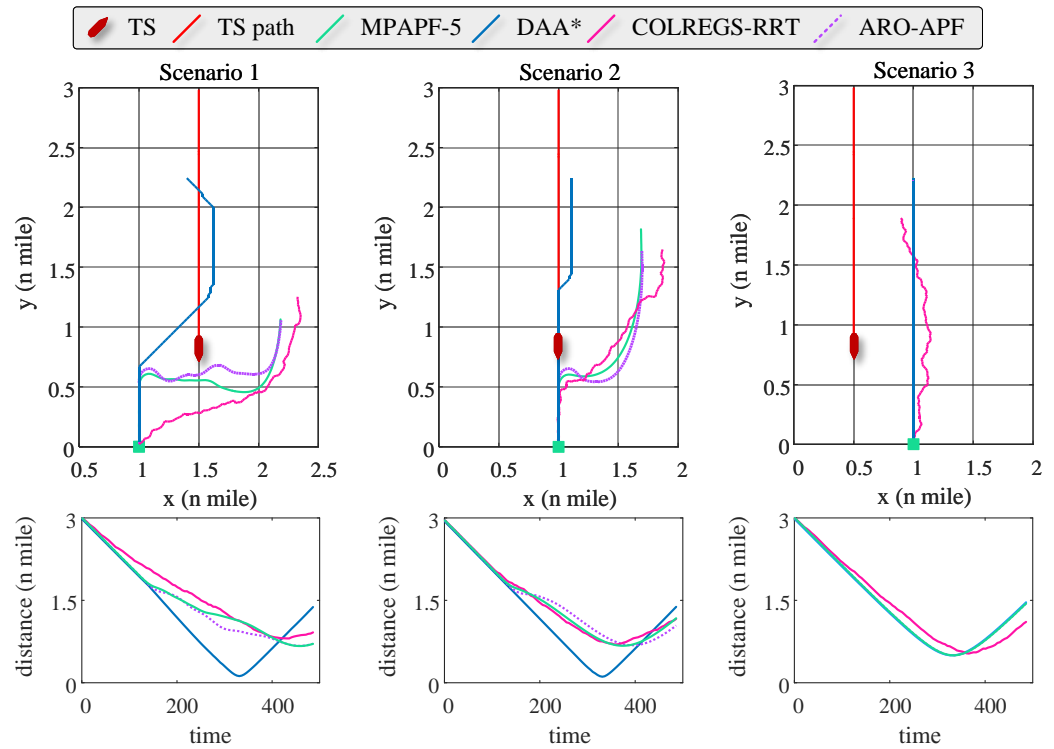 TS TS path MPAPF-5 DAA* COLREGS-RRT ARO-APF
Scenario 1 Scenario 2 Scenario 3
3 3 3
2.5 2.5 2.5
2 2 2
1.5 1.5 1.5
1 1 1
0.5 0.5 0.5
0 0 0
y (n mile) y (n mile) y (n mile)
0.5 1 1.5 2 2.5 0 0.5 1 1.5 2 0 0.5 1 1.5 2
x (n mile) x (n mile) x (n mile)
3 3 3
1.5 1.5 1.5
0 0 0
distance (n mile) distance (n mile) distance (n mile)
0 200 400 0 200 400 0 200 400
time time time